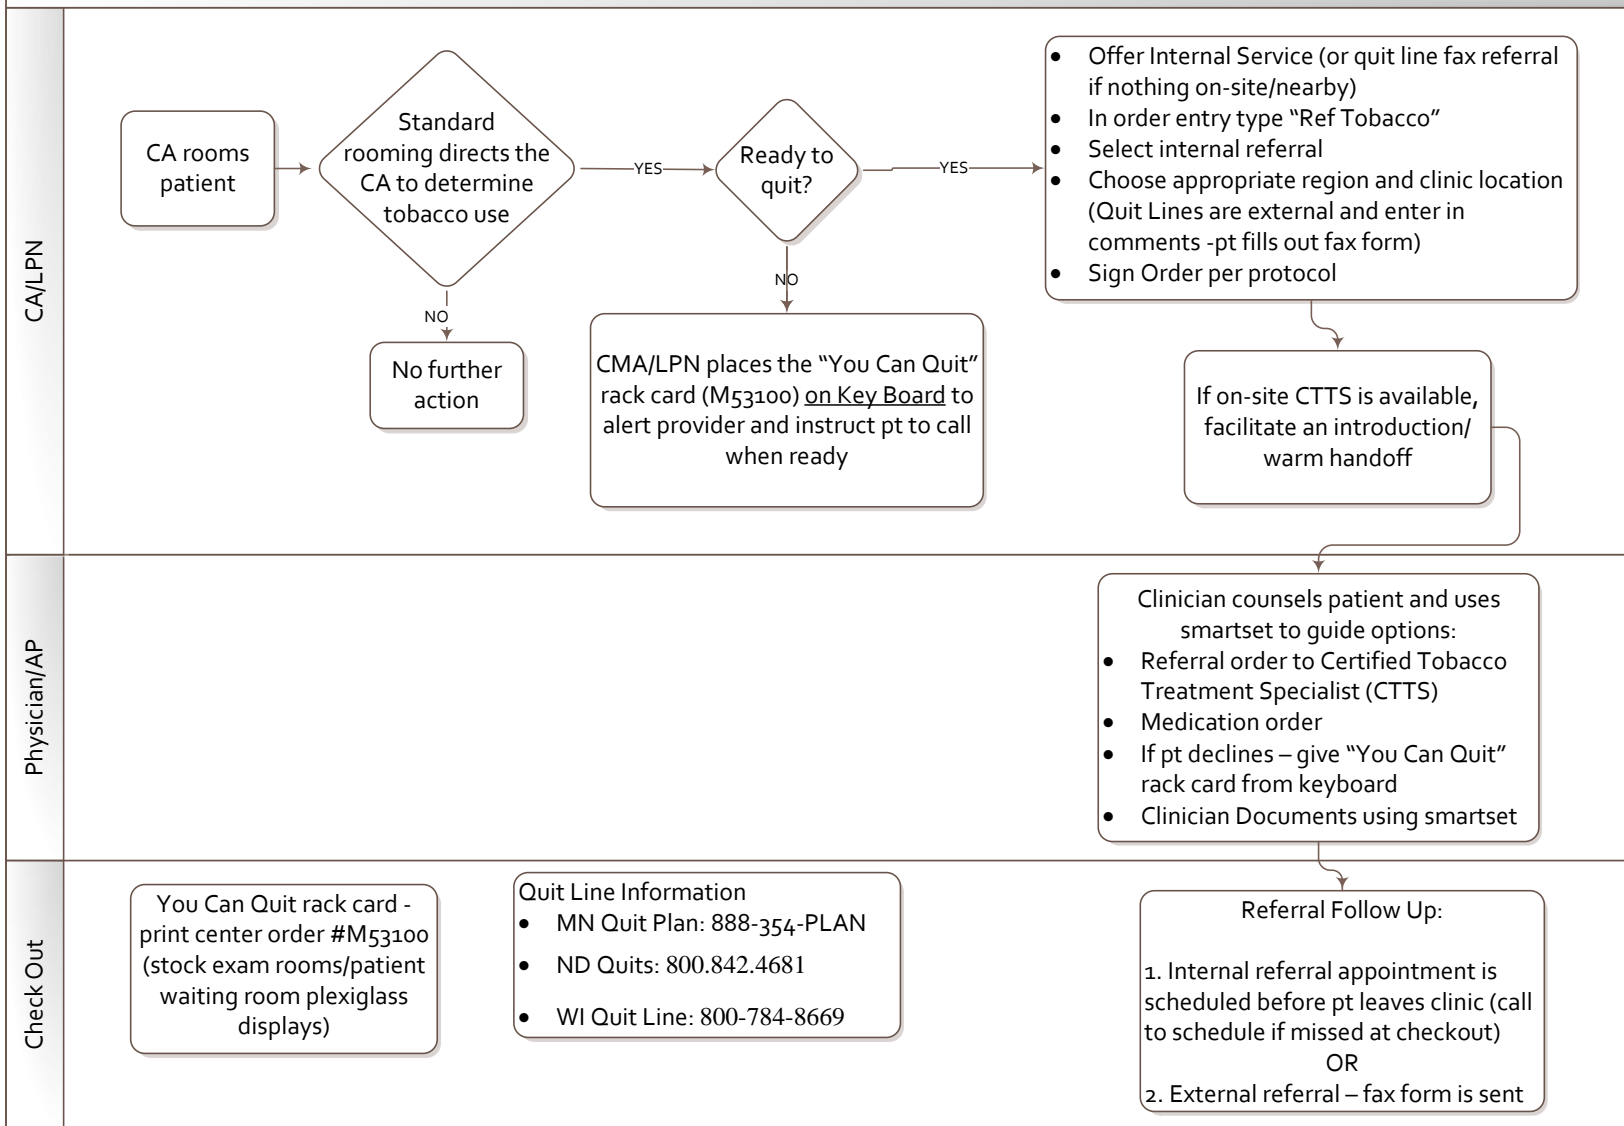 CA/LPN
CA rooms
patient
Standard
rooming directs the
CA to determine
tobacco use
YES
NO
No further
action
Ready to
quit?
YES
NO
CMA/LPN places the “You Can Quit”
rack card (M53100) on Key Board to
alert provider and instruct pt to call
when ready
• Offer Internal Service (or quit line fax referral
if nothing on-site/nearby)
• In order entry type “Ref Tobacco”
• Select internal referral
• Choose appropriate region and clinic location
(Quit Lines are external and enter in
comments -pt fills out fax form)
• Sign Order per protocol
If on-site CTTS is available,
facilitate an introduction/
warm handoff
Physician/AP
Clinician counsels patient and uses
smartset to guide options:
• Referral order to Certified Tobacco
Treatment Specialist (CTTS)
• Medication order
• If pt declines – give “You Can Quit”
rack card from keyboard
• Clinician Documents using smartset
Check Out
You Can Quit rack card -
print center order #M53100
(stock exam rooms/patient
waiting room plexiglass
displays)
Quit Line Information
• MN Quit Plan: 888-354-PLAN
• ND Quits: 800.842.4681
• WI Quit Line: 800-784-8669
Referral Follow Up:
1. Internal referral appointment is
scheduled before pt leaves clinic (call
to schedule if missed at checkout)
OR
2. External referral – fax form is sent